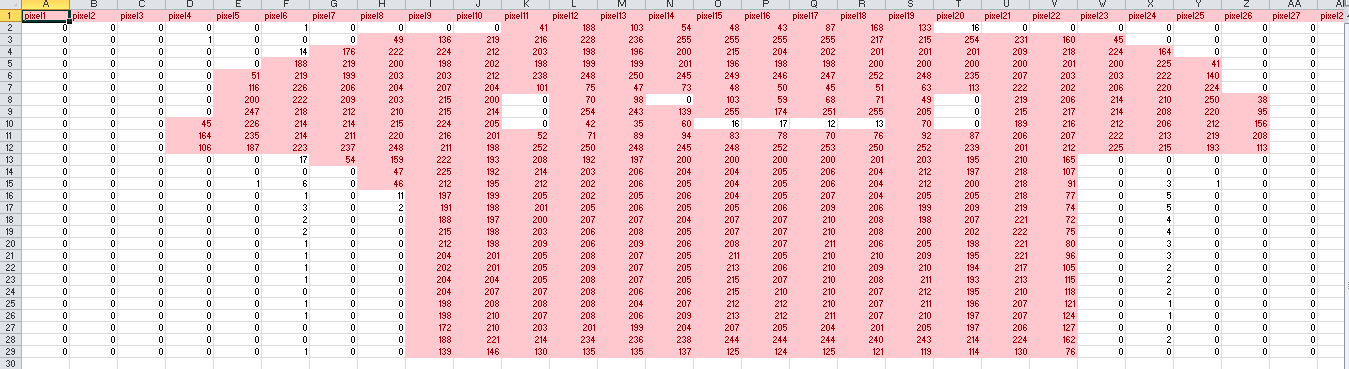 A B C D E F G H I J K L M N O P Q R S T U V W X Y Z AA
1 pixel1 pixel2 pixel3 pixel4 pixel5 pixel6 pixel7 pixel8 pixel9 pixel10 pixel11 pixel12 pixel13 pixel14 pixel15 pixel16 pixel17 pixel18 pixel19 pixel20 pixel21 pixel22 pixel23 pixel24 pixel25 pixel26 pixel27 pixel2
2 0 0 0 0 0 1 0 0 0 0 41 188 103 54 48 43 87 168 133 16 0 0 0 0 0 0 0
3 0 0 0 1 0 0 0 49 136 219 216 228 236 255 255 255 255 217 215 254 231 160 45 0 0 0 0
4 0 0 0 0 0 14 176 222 224 212 203 198 196 200 215 204 202 201 201 201 209 218 224 164 0 0 0
5 0 0 0 0 0 188 219 200 198 202 198 199 199 201 196 198 198 200 200 200 200 201 200 225 41 0 0
6 0 0 0 0 51 219 199 203 203 212 238 248 250 245 249 246 247 252 248 235 207 203 203 222 140 0 0
7 0 0 0 0 116 226 206 204 207 204 101 75 47 73 48 50 45 51 63 113 222 202 206 220 224 0 0
8 0 0 0 0 200 222 209 203 215 200 0 70 98 0 103 59 68 71 49 0 219 206 214 210 250 38 0
9 0 0 0 0 247 218 212 210 215 214 0 254 243 139 255 174 251 255 205 0 215 217 214 208 220 95 0
10 0 0 0 45 226 214 214 215 224 205 0 42 35 60 16 17 12 13 70 0 189 216 212 206 212 156 0
11 0 0 0 164 235 214 211 220 216 201 52 71 89 94 83 78 70 76 92 87 206 207 222 213 219 208 0
12 0 0 0 106 187 223 237 248 211 198 252 250 248 245 248 252 253 250 252 239 201 212 225 215 193 113 0
13 0 0 0 0 0 17 54 159 222 193 208 192 197 200 200 200 200 201 203 195 210 165 0 0 0 0 0
14 0 0 0 0 0 0 0 47 225 192 214 203 206 204 204 205 206 204 212 197 218 107 0 0 0 0 0
15 0 0 0 0 1 6 0 46 212 195 212 202 206 205 204 205 206 204 212 200 218 91 0 3 1 0 0
16 0 0 0 0 0 1 0 11 197 199 205 202 205 206 204 205 207 204 205 205 218 77 0 5 0 0 0
17 0 0 0 0 0 3 0 2 191 198 201 205 206 205 205 206 209 206 199 209 219 74 0 5 0 0 0
18 0 0 0 0 0 2 0 0 188 197 200 207 207 204 207 207 210 208 198 207 221 72 0 4 0 0 0
19 0 0 0 0 0 2 0 0 215 198 203 206 208 205 207 207 210 208 200 202 222 75 0 4 0 0 0
20 0 0 0 0 0 1 0 0 212 198 209 206 209 206 208 207 211 206 205 198 221 80 0 3 0 0 0
21 0 0 0 0 0 1 0 0 204 201 205 208 207 205 211 205 210 210 209 195 221 96 0 3 0 0 0
22 0 0 0 0 0 1 0 0 202 201 205 209 207 205 213 206 210 209 210 194 217 105 0 2 0 0 0
23 0 0 0 0 0 1 0 0 204 204 205 208 207 205 215 207 210 208 211 193 213 115 0 2 0 0 0
24 0 0 0 0 0 0 0 0 204 207 207 208 206 206 215 210 210 207 212 195 210 118 0 2 0 0 0
25 0 0 0 0 0 1 0 0 198 208 208 208 204 207 212 212 210 207 211 196 207 121 0 1 0 0 0
26 0 0 0 0 0 1 0 0 198 210 207 208 206 209 213 212 211 207 210 197 207 124 0 1 0 0 0
27 0 0 0 0 0 0 0 0 172 210 203 201 199 204 207 205 204 201 205 197 206 127 0 0 0 0 0
28 0 0 0 0 0 0 0 0 188 221 214 234 236 238 244 244 244 240 243 214 224 162 0 2 0 0 0
29 0 0 0 0 0 1 0 0 139 146 130 135 135 137 125 124 125 121 119 114 130 76 0 0 0 0 0
30